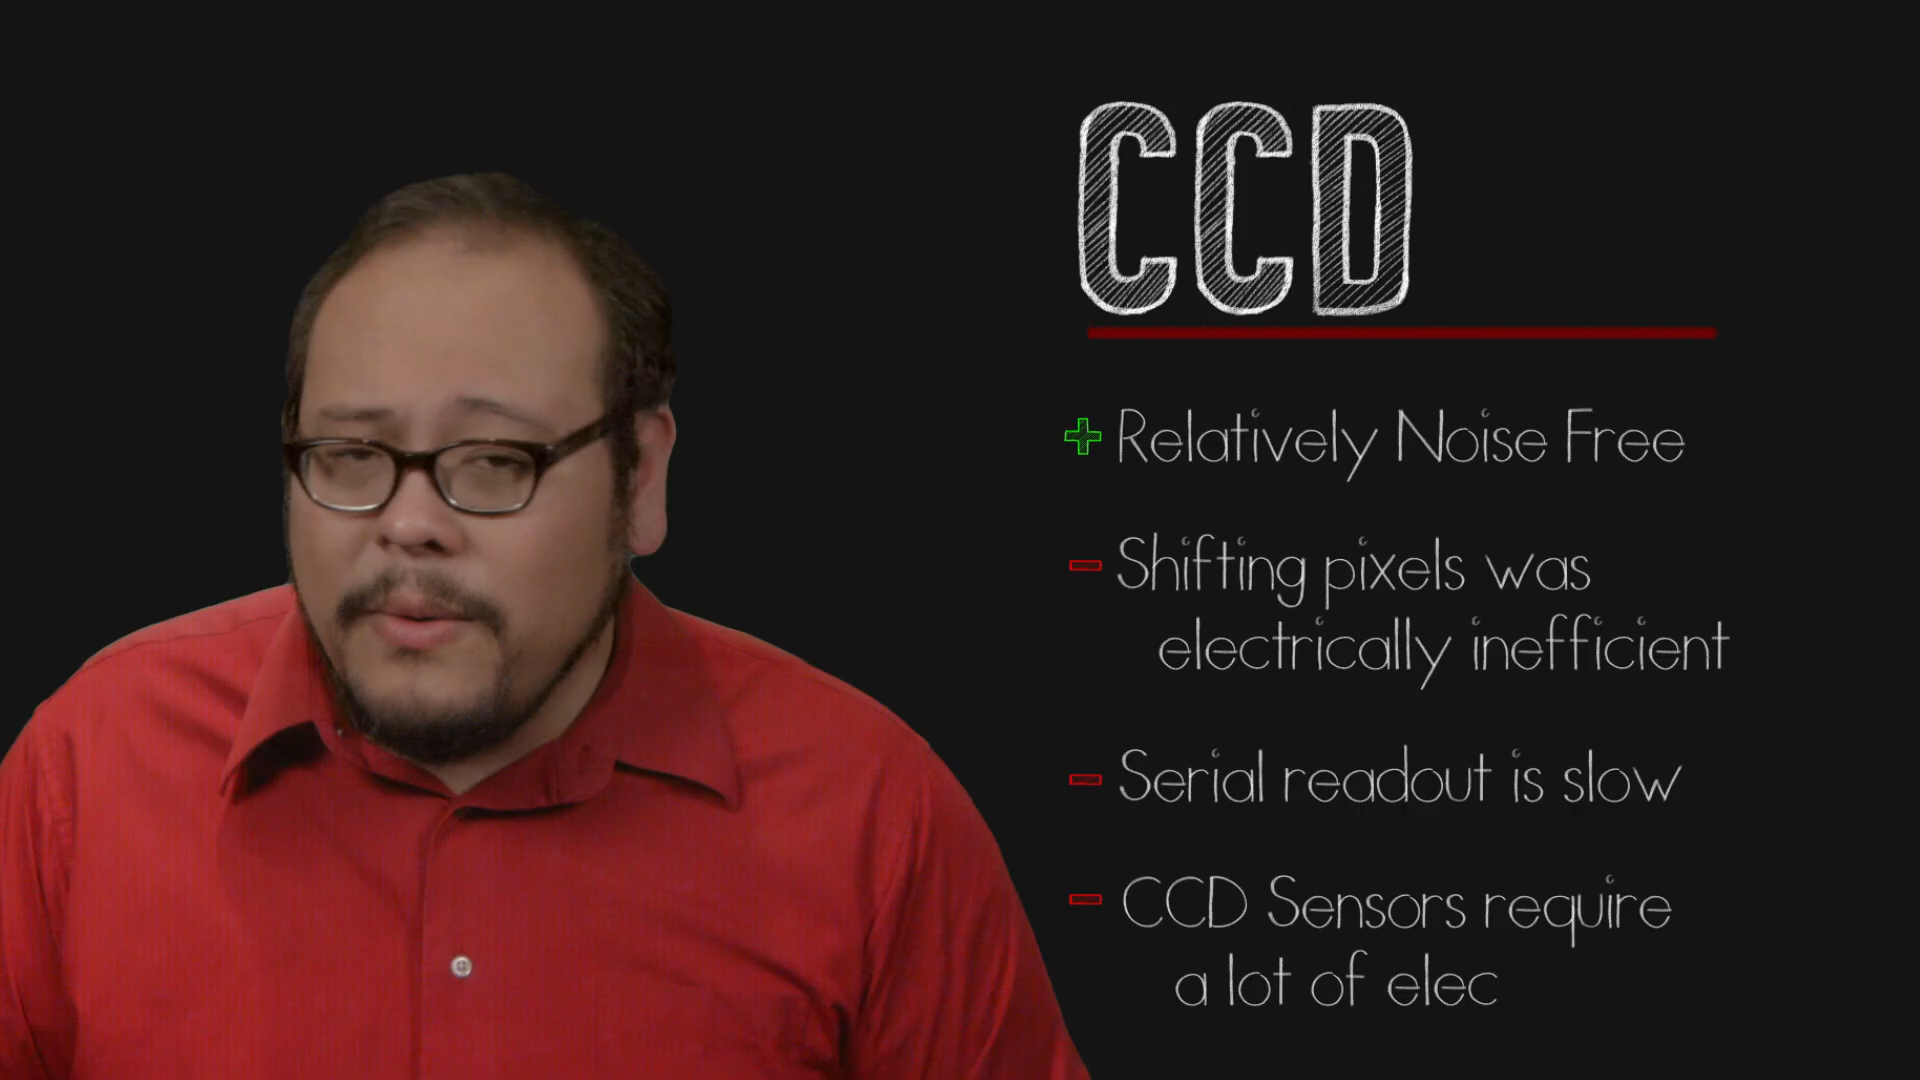 CCD
+ Relatively Noise Free
- Shifting pixels was
electrically inefficient
- Serial readout is slow
- CCD Sensors require
a lot of elec